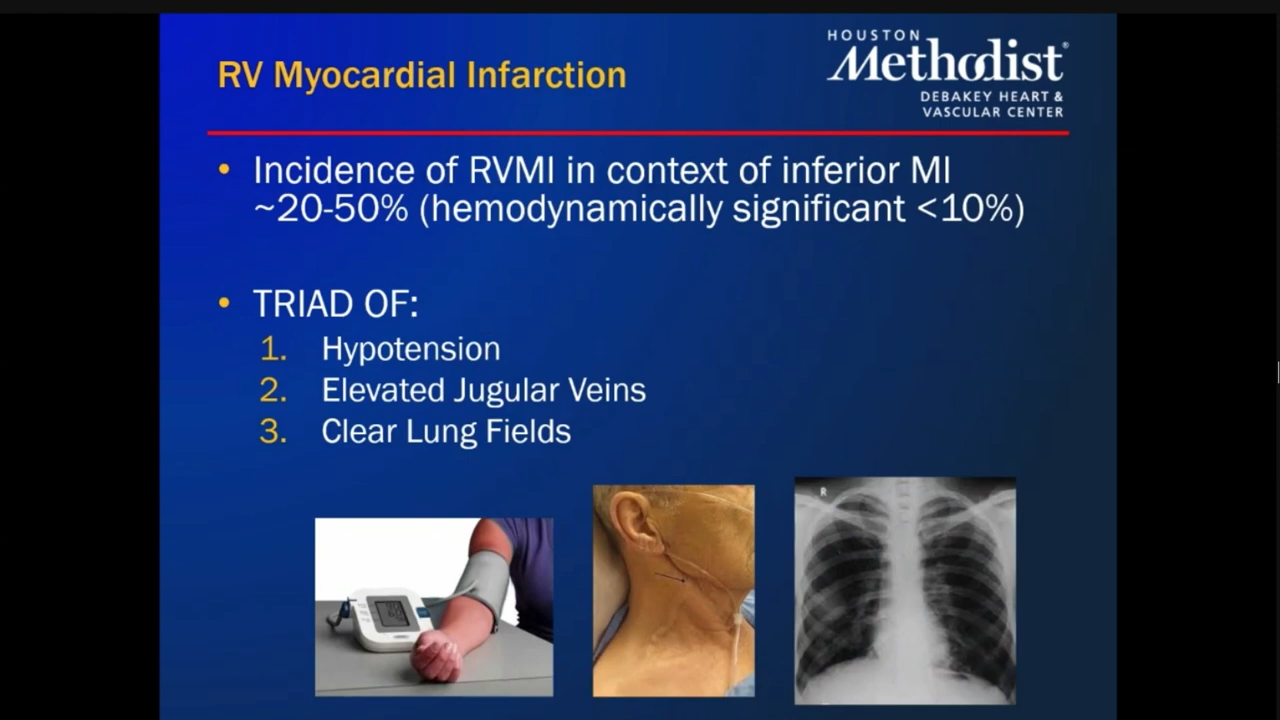 HOUSTON
Methodist®
DEBAKEY HEART &
VASCULAR CENTER
RV Myocardial Infarction
• Incidence of RVMI in context of inferior MI
~20-50% (hemodynamically significant <10%)
• TRIAD OF:
1. Hypotension
2. Elevated Jugular Veins
3. Clear Lung Fields
R